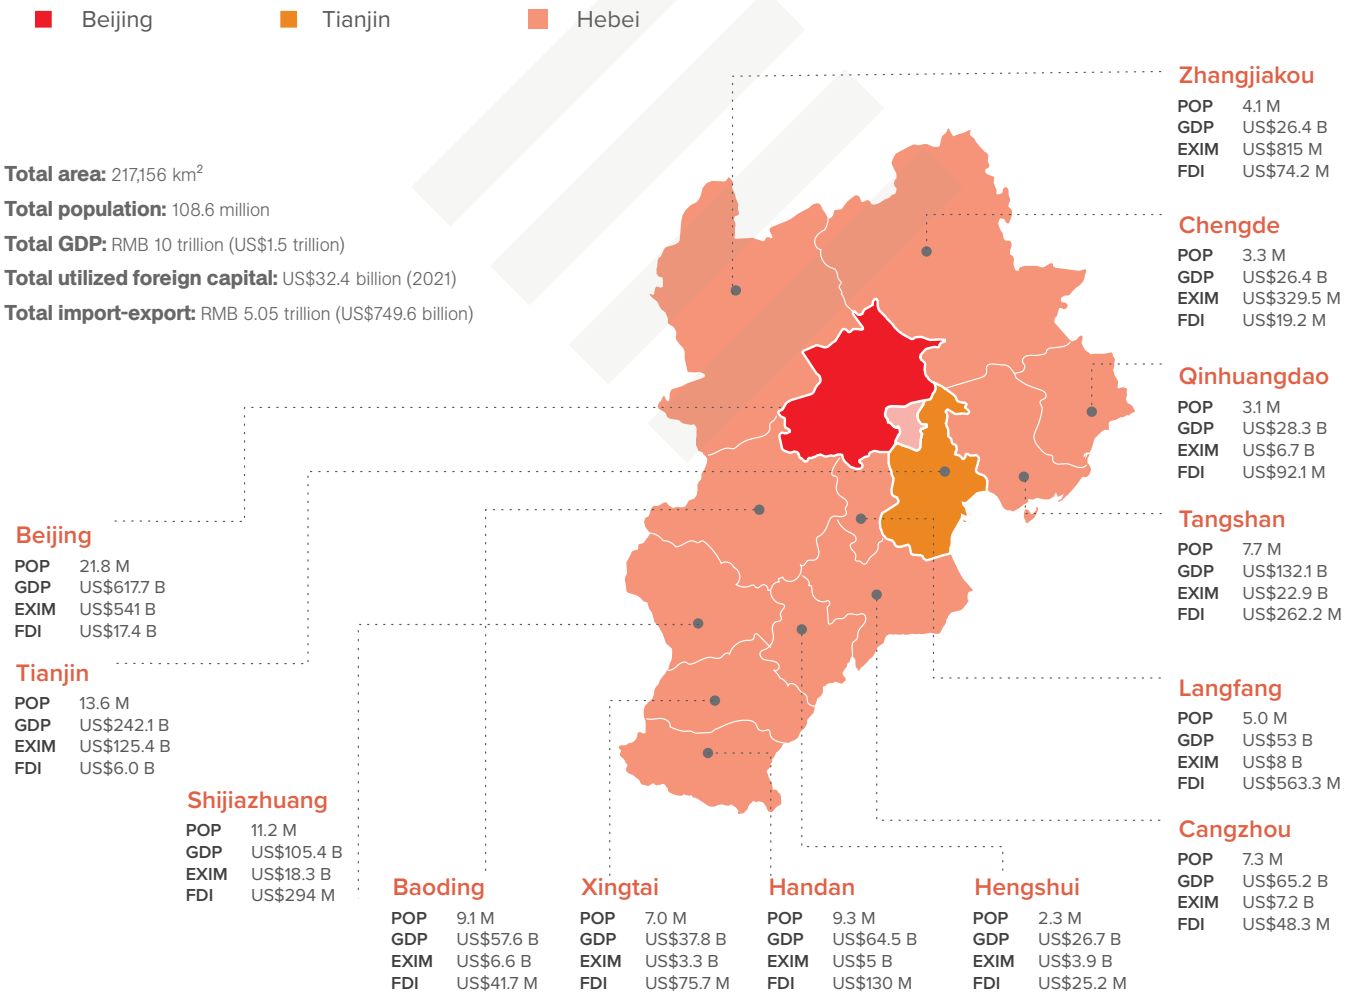 Beijing
Tianjin
Hebei
Total area: 217,156 km²
Total population: 108.6 million
Total GDP: RMB 10 trillion (US$1.5 trillion)
Total utilized foreign capital: US$32.4 billion (2021)
Total import-export: RMB 5.05 trillion (US$749.6 billion)
Zhangjiakou
POP 4.1 M
GDP US$26.4 B
EXIM US$815 M
FDI US$74.2 M
Chengde
POP 3.3 M
GDP US$26.4 B
EXIM US$329.5 M
FDI US$19.2 M
Qinhuangdao
POP 3.1 M
GDP US$28.3 B
EXIM US$6.7 B
FDI US$92.1 M
Tangshan
POP 7.7 M
GDP US$132.1 B
EXIM US$22.9 B
FDI US$262.2 M
Langfang
POP 5.0 M
GDP US$53 B
EXIM US$8 B
FDI US$563.3 M
Cangzhou
POP 7.3 M
GDP US$65.2 B
EXIM US$7.2 B
FDI US$48.3 M
Beijing
POP 21.8 M
GDP US$617.7 B
EXIM US$541 B
FDI US$17.4 B
Tianjin
POP 13.6 M
GDP US$242.1 B
EXIM US$125.4 B
FDI US$6.0 B
Shijiazhuang
POP 11.2 M
GDP US$105.4 B
EXIM US$18.3 B
FDI US$294 M
Baoding
POP 9.1 M
GDP US$57.6 B
EXIM US$6.6 B
FDI US$41.7 M
Xingtai
POP 7.0 M
GDP US$37.8 B
EXIM US$3.3 B
FDI US$75.7 M
Handan
POP 9.3 M
GDP US$64.5 B
EXIM US$5 B
FDI US$130 M
Hengshui
POP 2.3 M
GDP US$26.7 B
EXIM US$3.9 B
FDI US$25.2 M